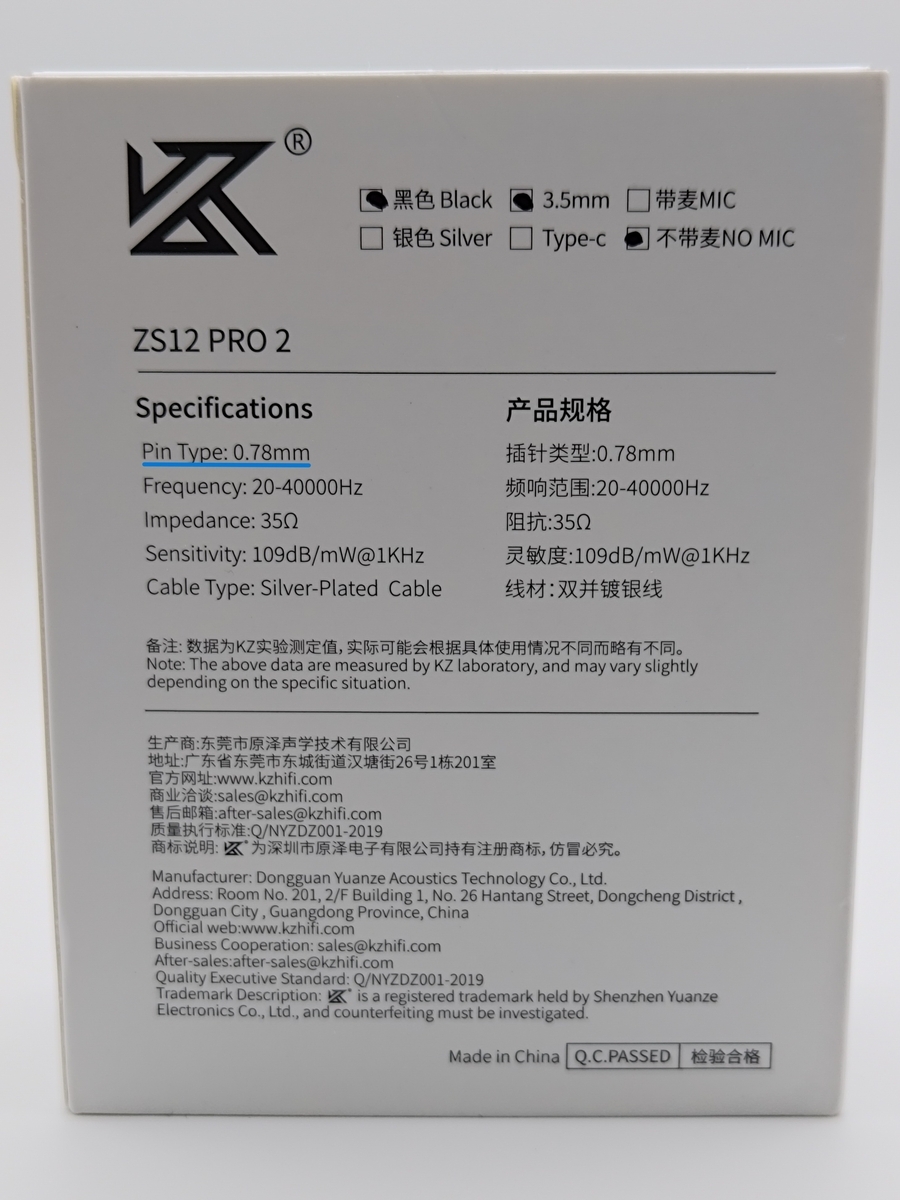 KZ®
黑色 Black 3.5mm 带麦MIC
银色 Silver Type-c 不带麦NO MIC
ZS12 PRO 2
Specifications
Pin Type: 0.78mm
Frequency: 20-40000Hz
Impedance: 35Ω
Sensitivity: 109dB/mW@1KHz
Cable Type: Silver-Plated Cable
产品规格
插针类型:0.78mm
频响范围:20-40000Hz
阻抗:35Ω
灵敏度:109dB/mW@1KHz
线材:双并镀银线
备注: 数据为KZ实验测定值, 实际可能会根据具体使用情况不同而略有不同。
Note: The above data are measured by KZ laboratory, and may vary slightly
depending on the specific situation.
生产商:东莞市原泽声学技术有限公司
地址:广东省东莞市东城街道汉塘街26号1栋201室
官方网址:www.kzhifi.com
商业洽谈:sales@kzhifi.com
售后邮箱:after-sales@kzhifi.com
质量执行标准:Q/NYZDZ001-2019
商标说明: KZ®为深圳市原泽电子有限公司持有注册商标, 仿冒必究。
Manufacturer: Dongguan Yuanze Acoustics Technology Co., Ltd.
Address: Room No. 201, 2/F Building 1, No. 26 Hantang Street, Dongcheng District ,
Dongguan City , Guangdong Province, China
Official web:www.kzhifi.com
Business Cooperation: sales@kzhifi.com
After-sales:after-sales@kzhifi.com
Quality Executive Standard: Q/NYZDZ001-2019
Trademark Description: KZ® is a registered trademark held by Shenzhen Yuanze
Electronics Co., Ltd., and counterfeiting must be investigated.
Made in China Q.C.PASSED 检验合格